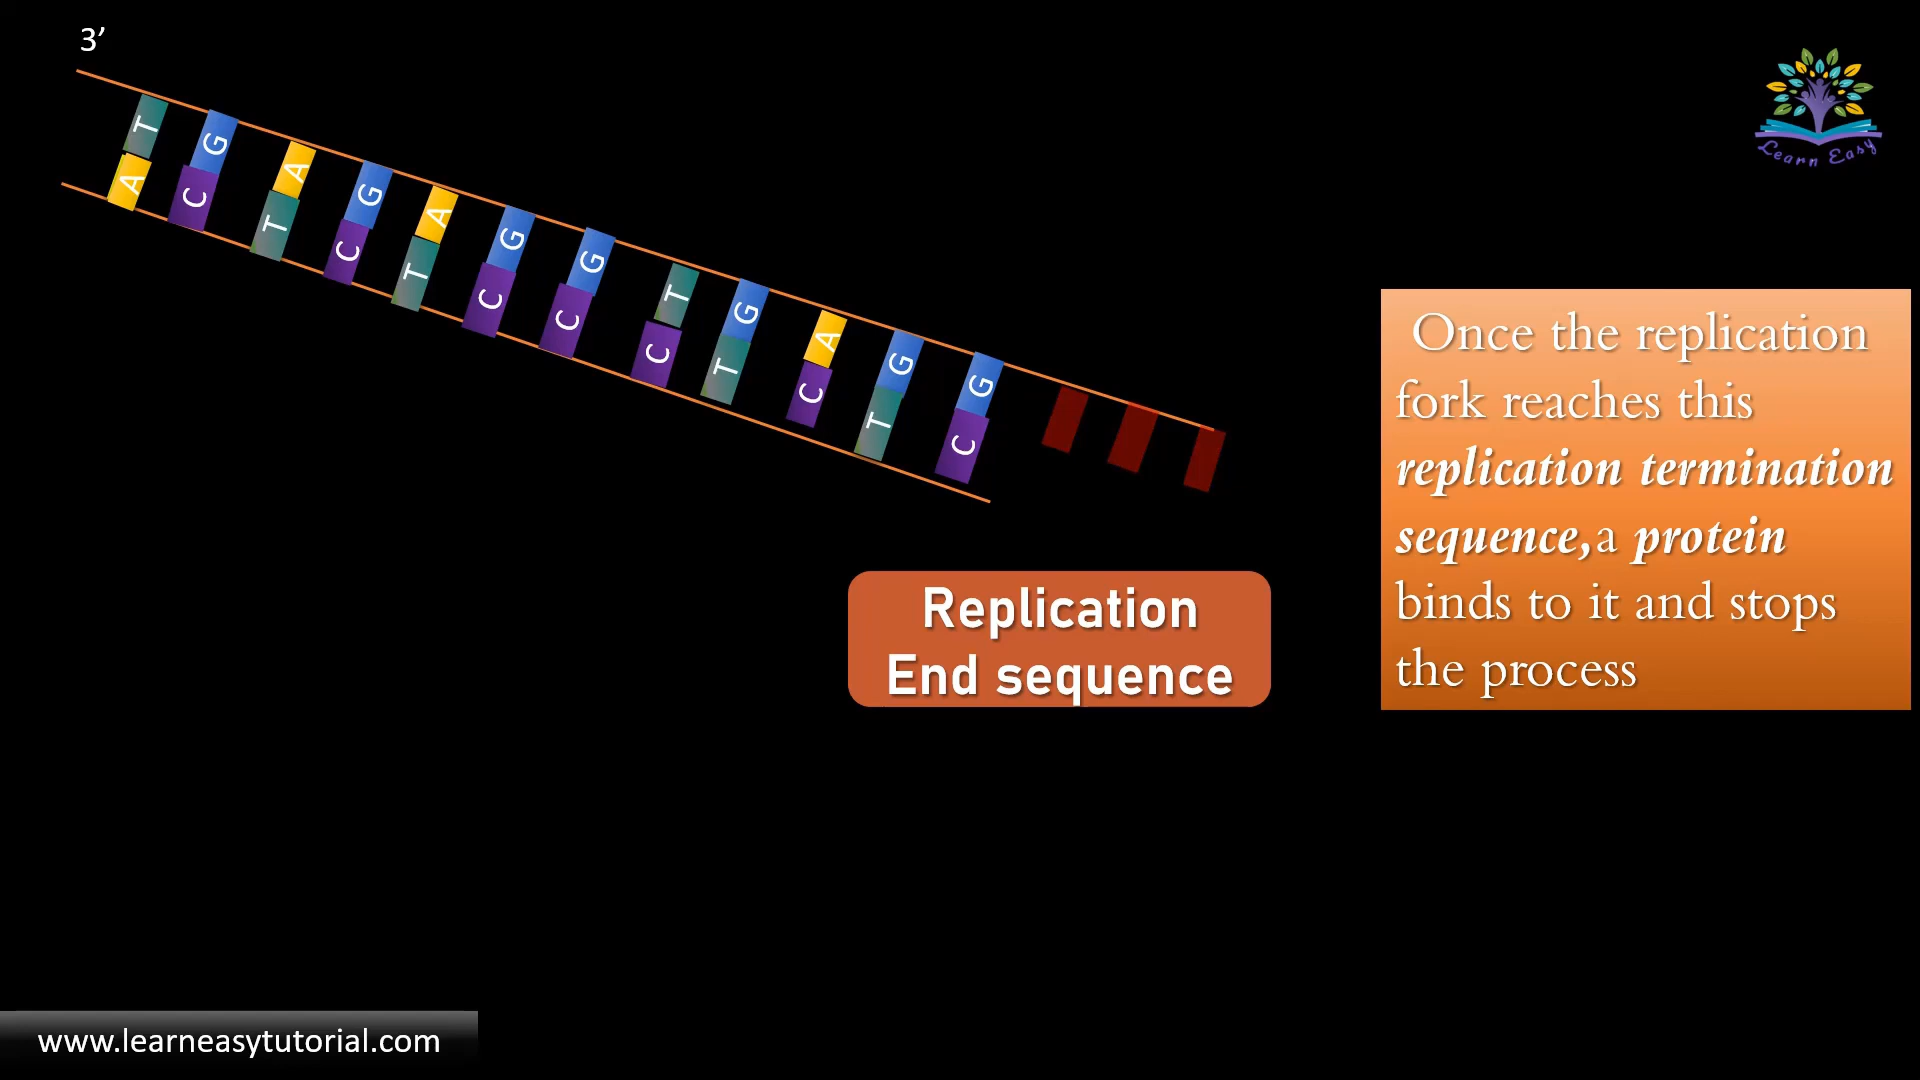 3’
T G A G A G G T G A G G
A C T C T C C C T C T C
Learn Easy
Once the replication
fork reaches this
replication termination
sequence,a protein
binds to it and stops
the process
Replication
End sequence
www.learneasytutorial.com